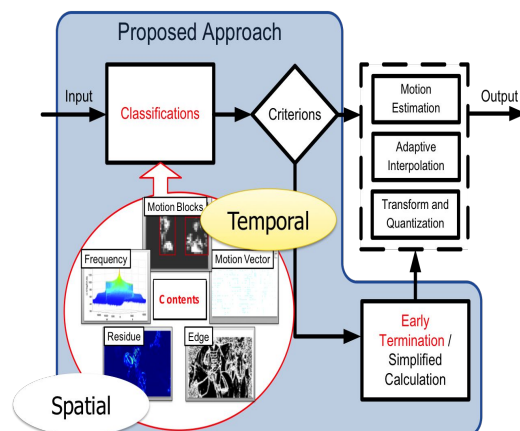 Proposed Approach
Input
Classifications
Criterions
Motion
Estimation
Adaptive
Interpolation
Transform and
Quantization
Output
Motion Blocks
Temporal
Frequency
Motion Vector
Contents
Residue
Edge
Spatial
Early
Termination /
Simplified
Calculation